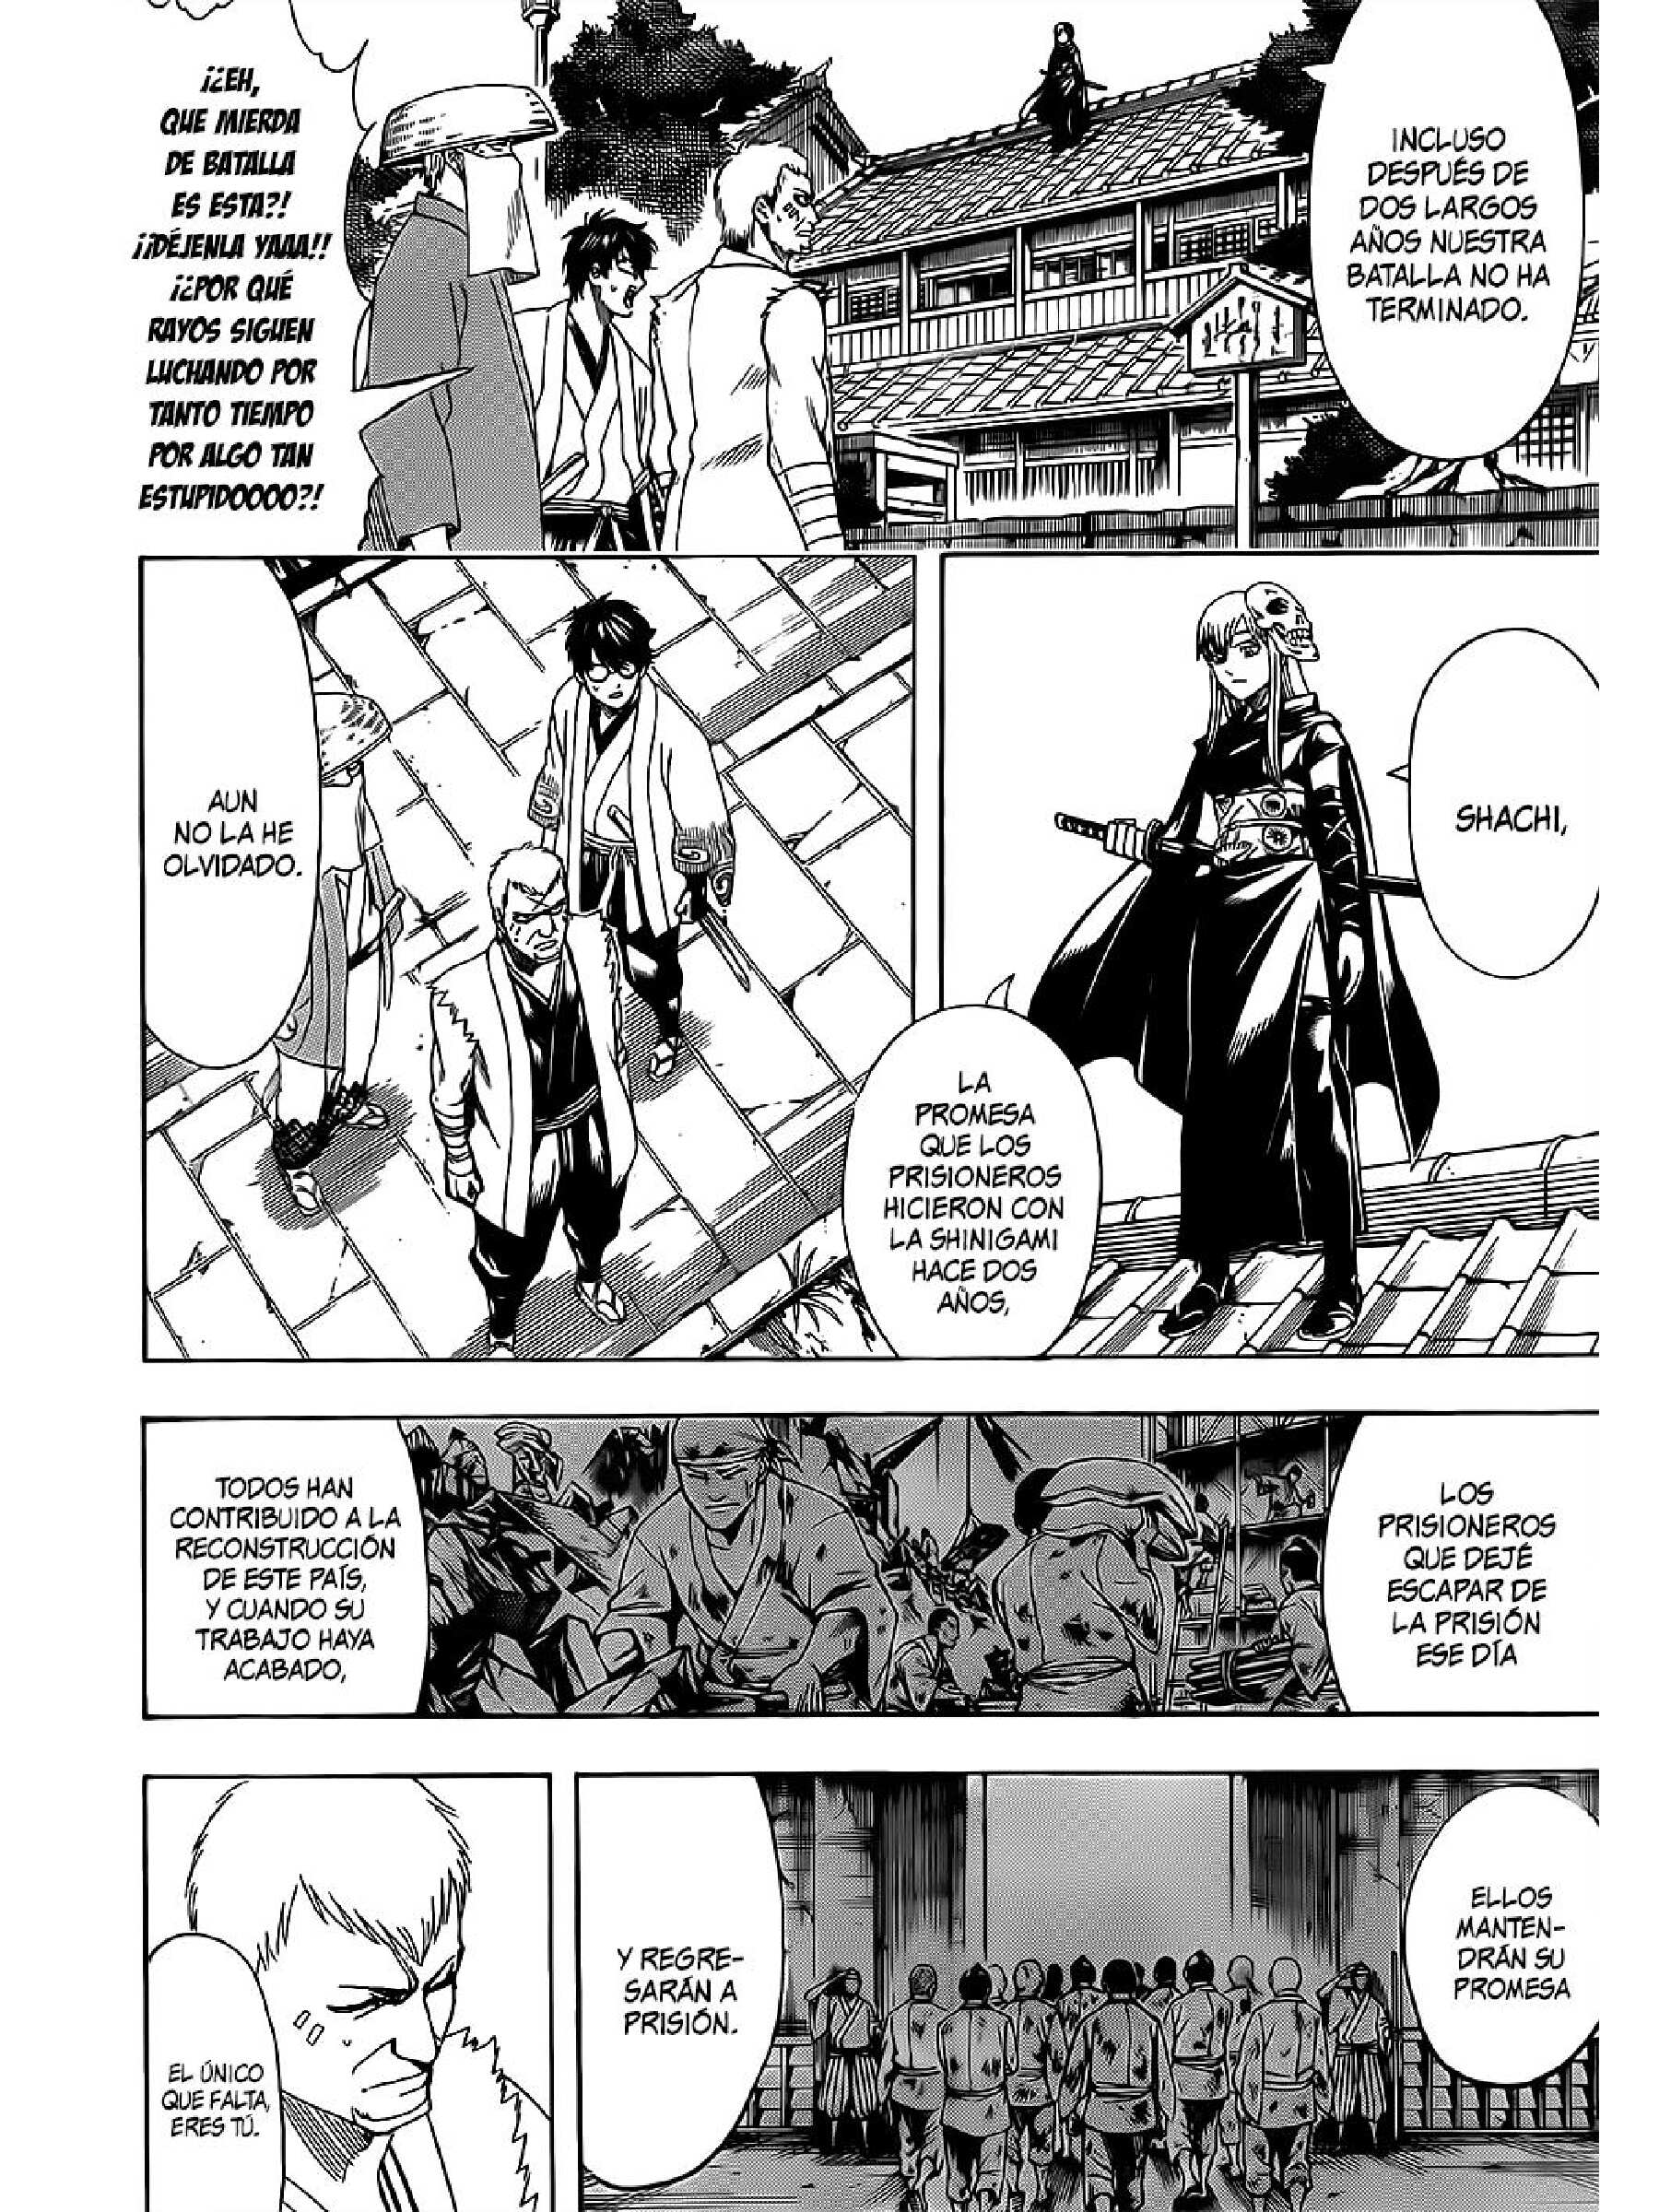 INCLUSO
DESPUÉS DE
DOS LARGOS
AÑOS NUESTRA
BATALLA NO HA
TERMINADO.
¡¿EH,
QUE MIERDA
DE BATALLA
ES ESTA?!
¡¡DÉJENLA YAAA!!
¡¿POR QUÉ
RAYOS SIGUEN
LUCHANDO POR
TANTO TIEMPO
POR ALGO TAN
ESTUPIDOOOO?!
SHACHI,
LA
PROMESA
QUE LOS
PRISIONEROS
HICIERON CON
LA SHINIGAMI
HACE DOS
AÑOS,
AUN
NO LA HE
OLVIDADO.
LOS
PRISIONEROS
QUE DEJÉ
ESCAPAR DE
LA PRISIÓN
ESE DÍA
TODOS HAN
CONTRIBUIDO A LA
RECONSTRUCCIÓN
DE ESTE PAÍS,
Y CUANDO SU
TRABAJO HAYA
ACABADO,
ELLOS
MANTEN-
DRÁN SU
PROMESA
Y REGRE-
SARÁN A
PRISIÓN.
EL ÚNICO
QUE FALTA,
ERES TÚ.